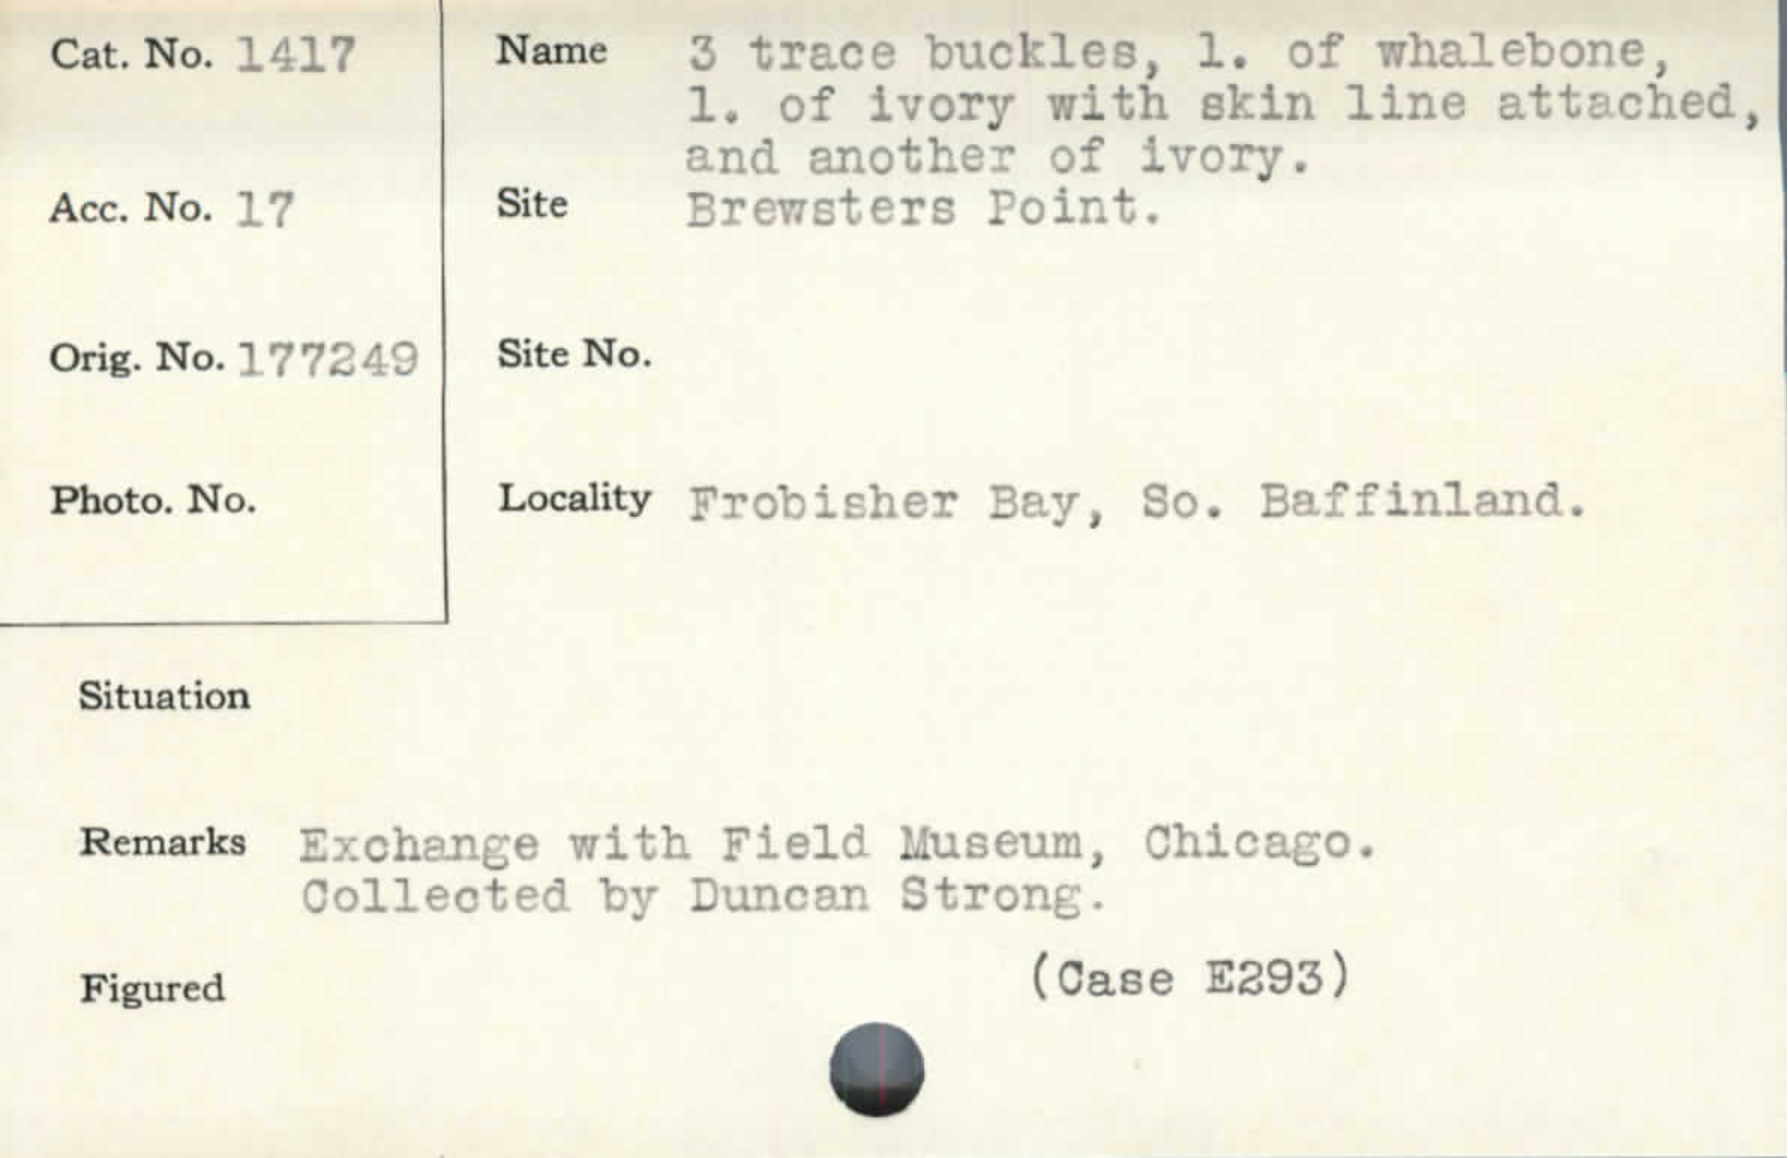 Cat. No. 1417
Name 3 trace buckles, 1. of whalebone,
1. of ivory with skin line attached,
and another of ivory.
Acc. No. 17
Site Brewsters Point.
Orig. No. 177249
Site No.
Photo. No.
Locality Frobisher Bay, So. Baffinland.
Situation
Remarks Exchange with Field Museum, Chicago.
Collected by Duncan Strong.
Figured
(Case E293)